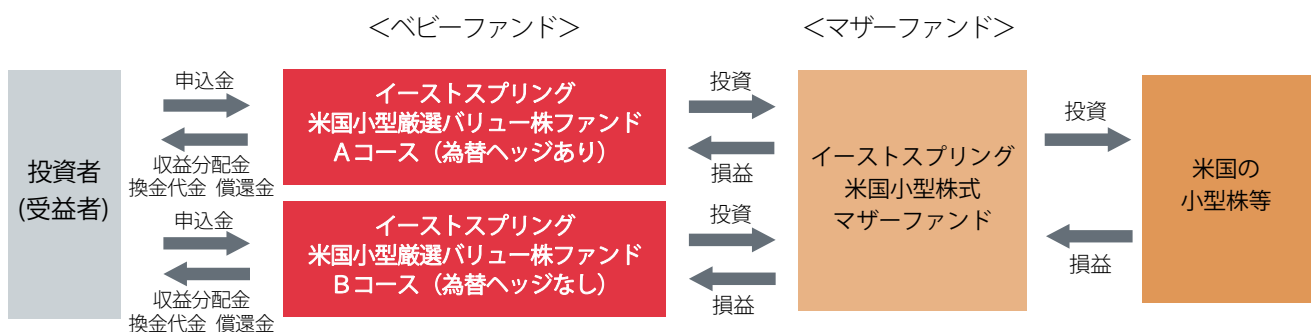 ＜ベビーファンド＞
＜マザーファンド＞
投資者
(受益者)
申込金
収益分配金
換金代金 償還金
申込金
収益分配金
換金代金 償還金
イーストスプリング
米国小型厳選バリュー株ファンド
Aコース（為替ヘッジあり）
イーストスプリング
米国小型厳選バリュー株ファンド
Bコース（為替ヘッジなし）
投資
損益
投資
損益
イーストスプリング
米国小型株式
マザーファンド
投資
損益
米国の
小型株等